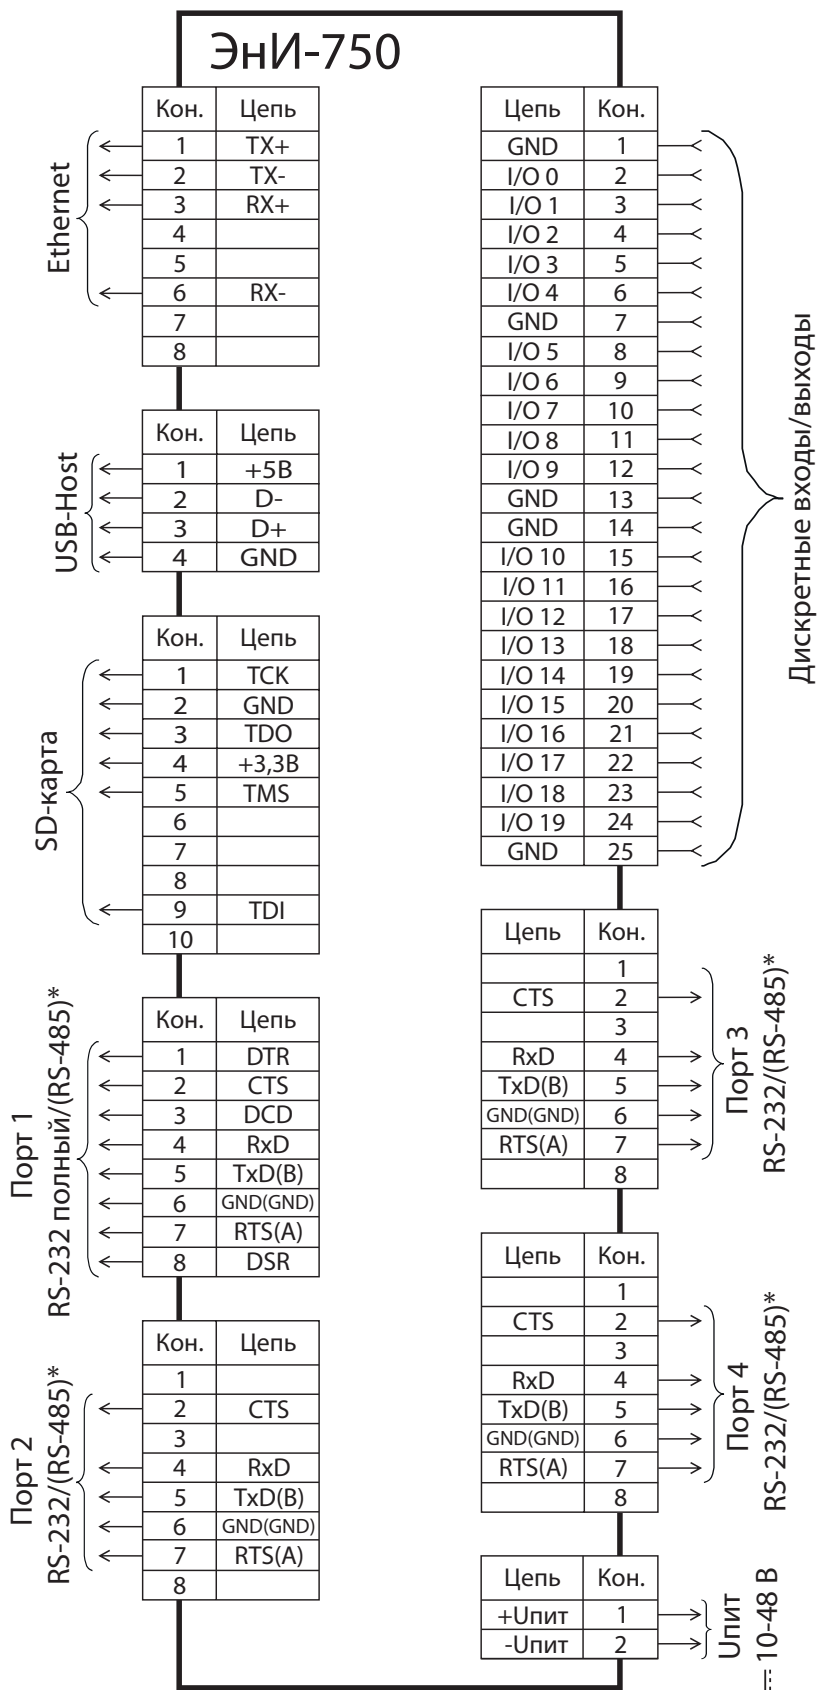 ЭнИ-750
Ethernet
Кон. Цепь
1 TX+
2 TX-
3 RX+
4
5
6 RX-
7
8
USB-Host
Кон. Цепь
1 +5В
2 D-
3 D+
4 GND
SD-карта
Кон. Цепь
1 TCK
2 GND
3 TDO
4 +3,3В
5 TMS
6
7
8
9 TDI
10
Порт 1
RS-232 полный/(RS-485)*
Кон. Цепь
1 DTR
2 CTS
3 DCD
4 RxD
5 TxD(B)
6 GND(GND)
7 RTS(A)
8 DSR
Порт 2
RS-232/(RS-485)*
Кон. Цепь
1
2 CTS
3
4 RxD
5 TxD(B)
6 GND(GND)
7 RTS(A)
8
Цепь Кон.
GND 1
I/O 0 2
I/O 1 3
I/O 2 4
I/O 3 5
I/O 4 6
GND 7
I/O 5 8
I/O 6 9
I/O 7 10
I/O 8 11
I/O 9 12
GND 13
GND 14
I/O 10 15
I/O 11 16
I/O 12 17
I/O 13 18
I/O 14 19
I/O 15 20
I/O 16 21
I/O 17 22
I/O 18 23
I/O 19 24
GND 25
Дискретные входы/выходы
Цепь Кон.
1
CTS 2
3
RxD 4
TxD(B) 5
GND(GND) 6
RTS(A) 7
8
Порт 3
RS-232/(RS-485)*
Цепь Кон.
1
CTS 2
3
RxD 4
TxD(B) 5
GND(GND) 6
RTS(A) 7
8
Порт 4
RS-232/(RS-485)*
Цепь Кон.
+Uпит 1
-Uпит 2
Uпит
⎓ 10-48 В